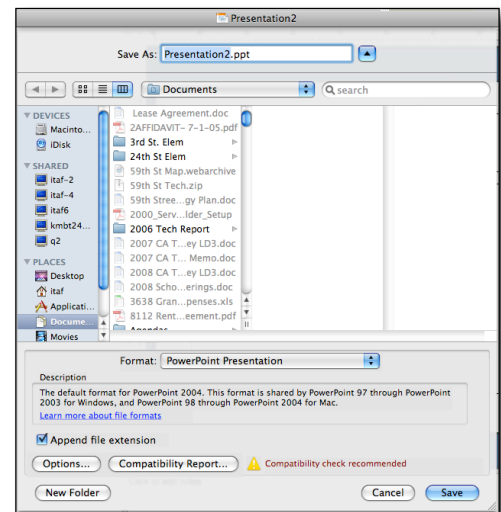 Presentation2
Save As: Presentation2.ppt
Documents
search
DEVICES
Macinto...
iDisk
SHARED
itaf-2
itaf-4
itaf6
kmbt24...
q2
PLACES
Desktop
itaf
Applicati...
Docume...
Movies
Lease Agreement.doc
2AFFIDAVIT- 7-1-05.pdf
3rd St. Elem
24th St Elem
59th St Map.webarchive
59th St Tech.zip
59th Stree...gy Plan.doc
2000_Serv...lder_Setup
2006 Tech Report
2007 CA T...ey LD3.doc
2007 CA T... Memo.doc
2008 CA T...ey LD3.doc
2008 Scho...erings.doc
3638 Gran...penses.xls
8112 Rent...eement.pdf
Agendas
Format: PowerPoint Presentation
Description
The default format for PowerPoint 2004. This format is shared by PowerPoint 97 through PowerPoint
2003 for Windows, and PowerPoint 98 through PowerPoint 2004 for Mac.
Learn more about file formats
Append file extension
Options... Compatibility Report... Compatibility check recommended
New Folder Cancel Save